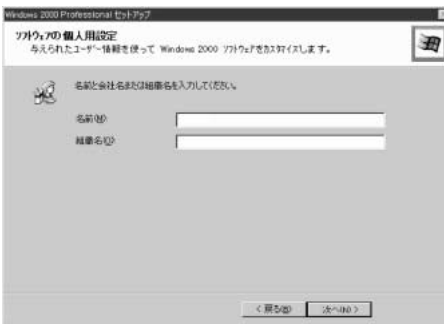 Windows 2000 Professional セットアップ
ソフトウェアの個人用設定
与えられたユーザー情報を使って Windows 2000 ソフトウェアをカスタマイズします。
名前と会社名または組織名を入力してください。
名前(M)
組織名(O)
< 戻る(B)
次へ(N) >